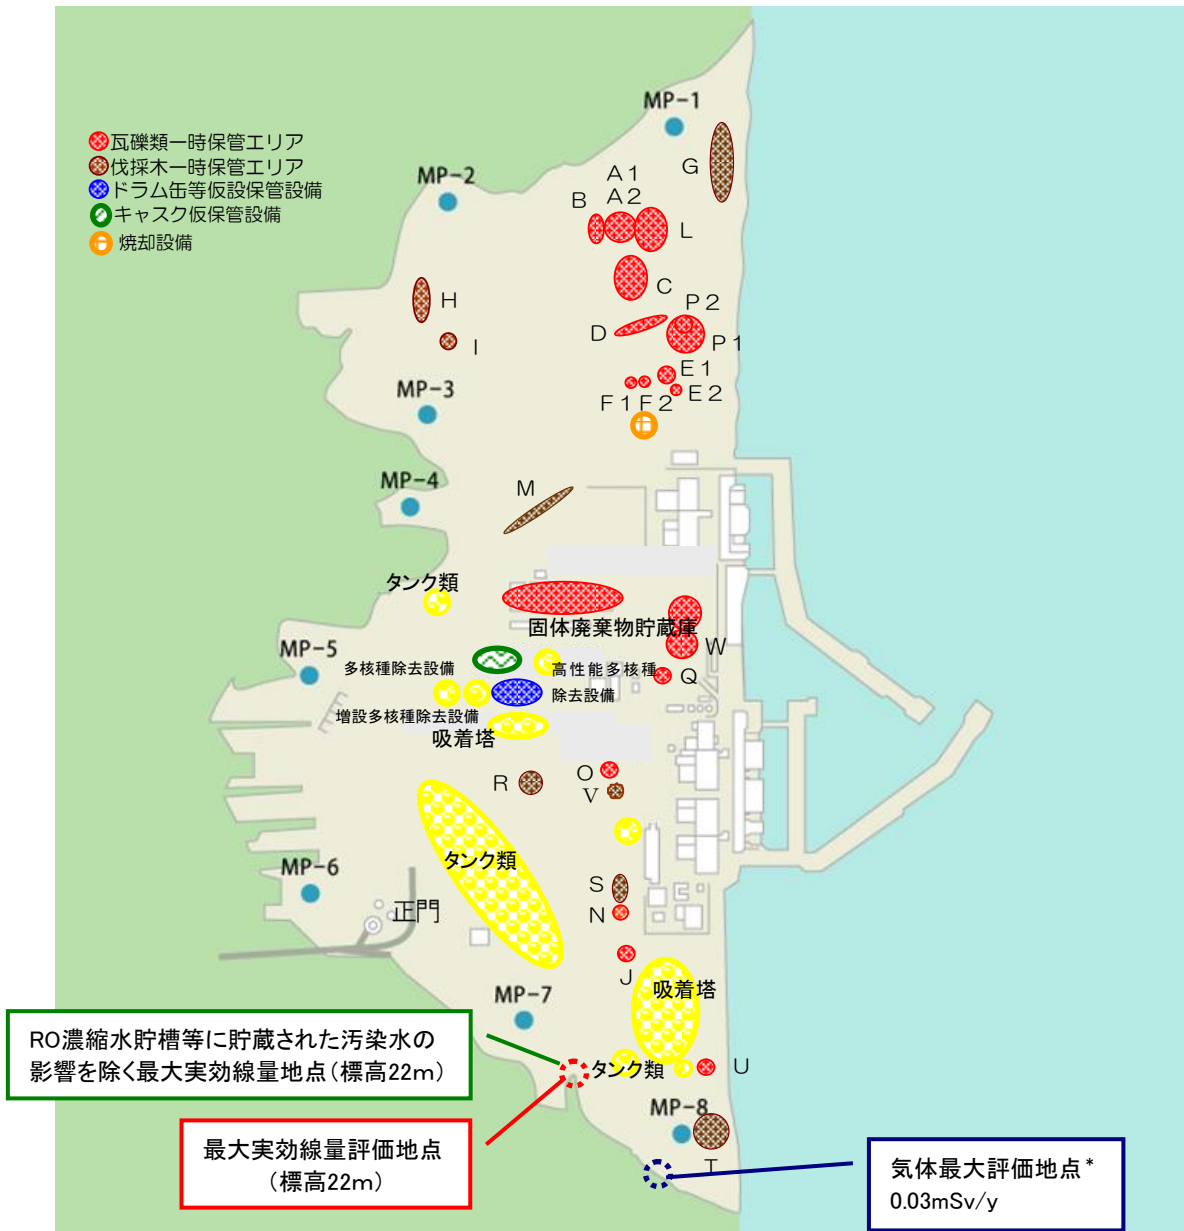 MP-1
瓦礫類一時保管エリア
伐採木一時保管エリア
ドラム缶等仮設保管設備
キャスク仮保管設備
焼却設備
G
MP-2
A1
A2
B
L
C
H
P2
D
P1
I
E1
E2
MP-3
F1
F2
MP-4
M
タンク類
固体廃棄物貯蔵庫
W
MP-5
多核種除去設備
高性能多核種
除去設備
Q
増設多核種除去設備
吸着塔
O
R
V
タンク類
MP-6
S
正門
N
J
吸着塔
MP-7
RO濃縮水貯槽等に貯蔵された汚染水の
影響を除く最大実効線量地点(標高22m)
タンク類
U
MP-8
最大実効線量評価地点
(標高22m)
T
気体最大評価地点*
0.03mSv/y